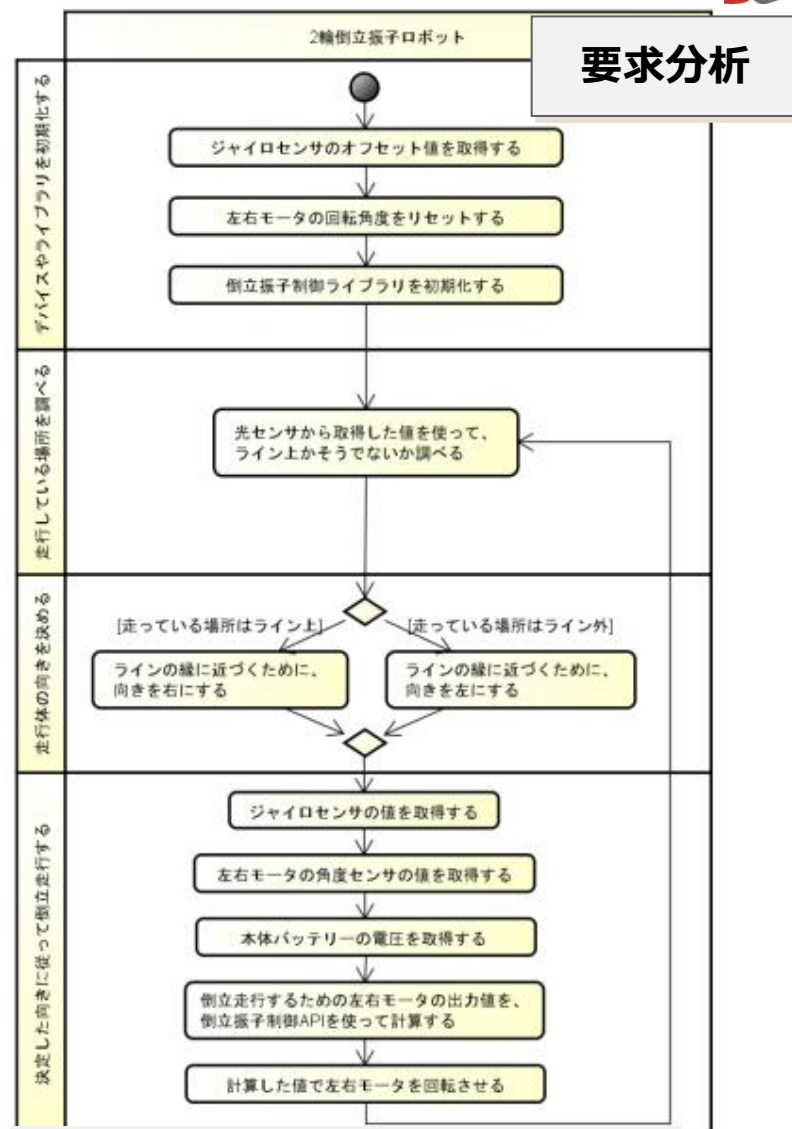 2輪倒立振子ロボット
要求分析
デバイスやライブラリを初期化する
ジャイロセンサのオフセット値を取得する
左右モータの回転角度をリセットする
倒立振子制御ライブラリを初期化する
走行している場所を調べる
光センサから取得した値を使って、
ライン上かそうでないか調べる
走行体の向きを決める
[走っている場所はライン上]
[走っている場所はライン外]
ラインの縁に近づくために、
向きを右にする
ラインの縁に近づくために、
向きを左にする
決定した向きに従って倒立走行する
ジャイロセンサの値を取得する
左右モータの角度センサの値を取得する
本体バッテリーの電圧を取得する
倒立走行するための左右モータの出力値を、
倒立振子制御APIを使って計算する
計算した値で左右モータを回転させる